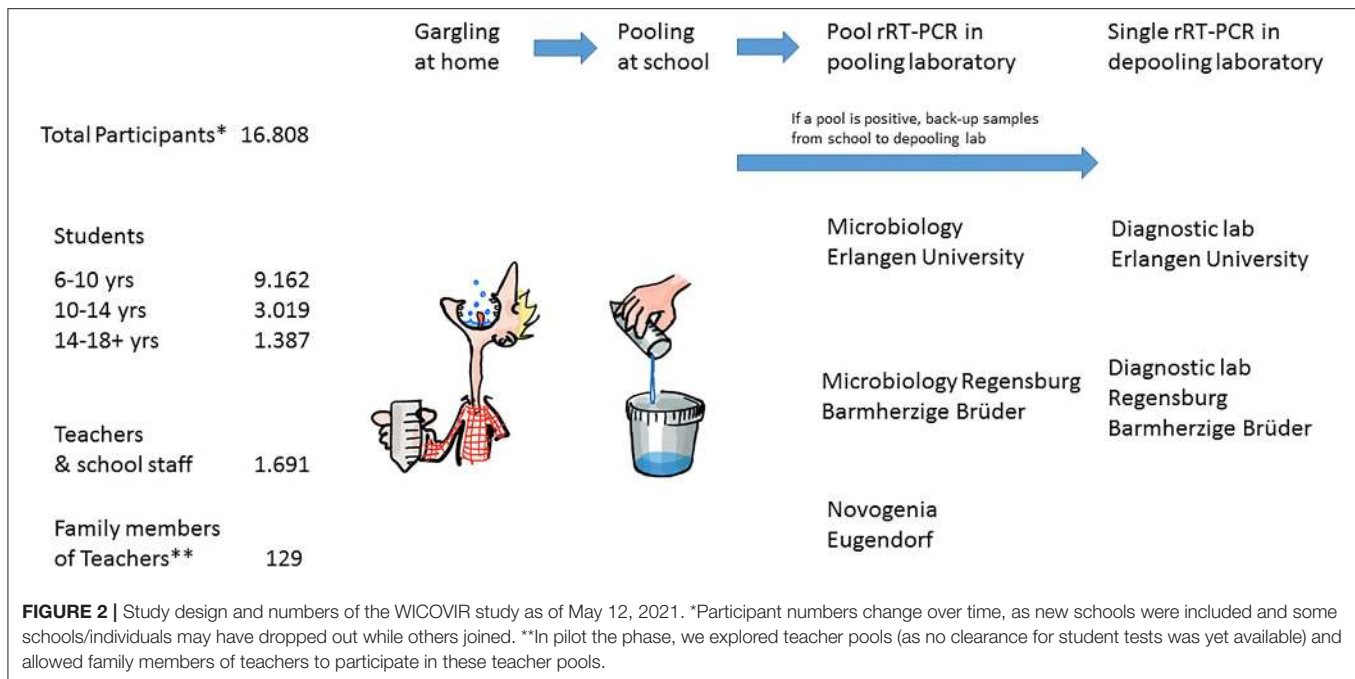 Gargling
at home
Pooling
at school
Pool rRT-PCR in
pooling laboratory
Single rRT-PCR in
depooling laboratory
If a pool is positive, back-up samples
from school to depooling lab
Total Participants* 16.808
Students
6-10 yrs 9.162
10-14 yrs 3.019
14-18+ yrs 1.387
Teachers
& school staff 1.691
Family members
of Teachers** 129
Microbiology
Erlangen University
Diagnostic lab
Erlangen University
Microbiology Regensburg
Barmherzige Brüder
Diagnostic lab
Regensburg
Barmherzige Brüder
Novogenia
Eugendorf
FIGURE 2 | Study design and numbers of the WICOVIR study as of May 12, 2021. *Participant numbers change over time, as new schools were included and some
schools/individuals may have dropped out while others joined. **In pilot the phase, we explored teacher pools (as no clearance for student tests was yet available) and
allowed family members of teachers to participate in these teacher pools.